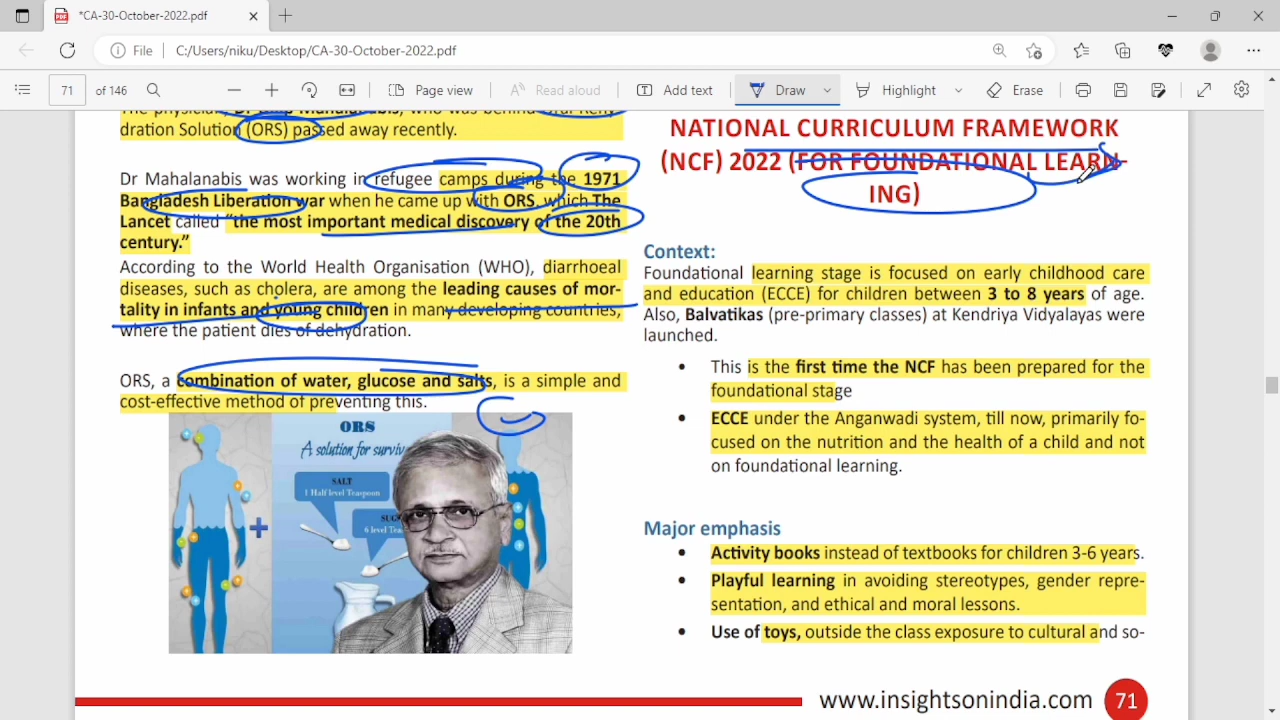 *CA-30-October-2022.pdf
File
C:/Users/niku/Desktop/CA-30-October-2022.pdf
71 of 146
Page view
Read aloud
Add text
Draw
Highlight
Erase
dration Solution (ORS) passed away recently.
Dr Mahalanabis was working in refugee camps during the 1971
Bangladesh Liberation war when he came up with ORS, which The
Lancet called “the most important medical discovery of the 20th
century.”
According to the World Health Organisation (WHO), diarrhoeal
diseases, such as cholera, are among the leading causes of mor-
tality in infants and young children in many developing countries,
where the patient dies of dehydration.
ORS, a combination of water, glucose and salts, is a simple and
cost-effective method of preventing this.
ORS
A solution for surviv
SALT
1 Half level Teaspoon
SUG
6 level Tea
NATIONAL CURRICULUM FRAMEWORK
(NCF) 2022 (FOR FOUNDATIONAL LEARN-
ING)
Context:
Foundational learning stage is focused on early childhood care
and education (ECCE) for children between 3 to 8 years of age.
Also, Balvatikas (pre-primary classes) at Kendriya Vidyalayas were
launched.
• This is the first time the NCF has been prepared for the
foundational stage
• ECCE under the Anganwadi system, till now, primarily fo-
cused on the nutrition and the health of a child and not
on foundational learning.
Major emphasis
• Activity books instead of textbooks for children 3-6 years.
• Playful learning in avoiding stereotypes, gender repre-
sentation, and ethical and moral lessons.
• Use of toys, outside the class exposure to cultural and so-
www.insightsonindia.com 71